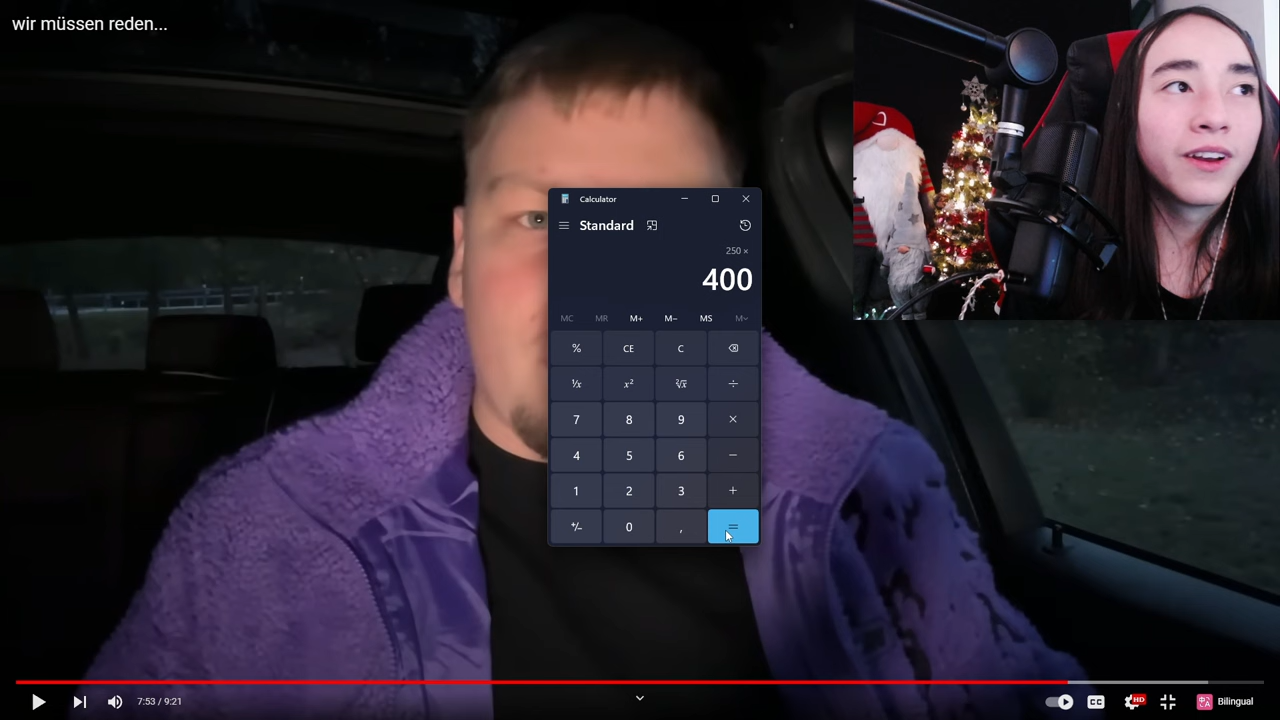 wir müssen reden...
Calculator
Standard
250 ×
400
MC MR M+ M− MS M˅
% CE C
¹/x x² ²√x ÷
7 8 9 ×
4 5 6 −
1 2 3 +
+/− 0 , =
7:53 / 9:21
CC HD Bilingual